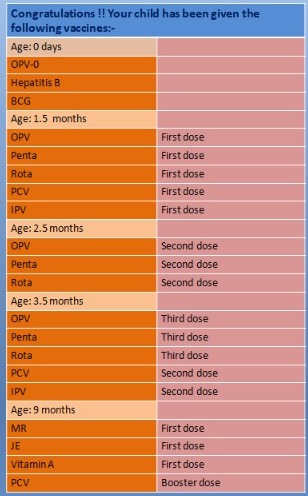 Congratulations !! Your child has been given the
following vaccines:-
Age: 0 days
OPV-0
Hepatitis B
BCG
Age: 1.5 months
OPV First dose
Penta First dose
Rota First dose
PCV First dose
IPV First dose
Age: 2.5 months
OPV Second dose
Penta Second dose
Rota Second dose
Age: 3.5 months
OPV Third dose
Penta Third dose
Rota Third dose
PCV Second dose
IPV Second dose
Age: 9 months
MR First dose
JE First dose
Vitamin A First dose
PCV Booster dose